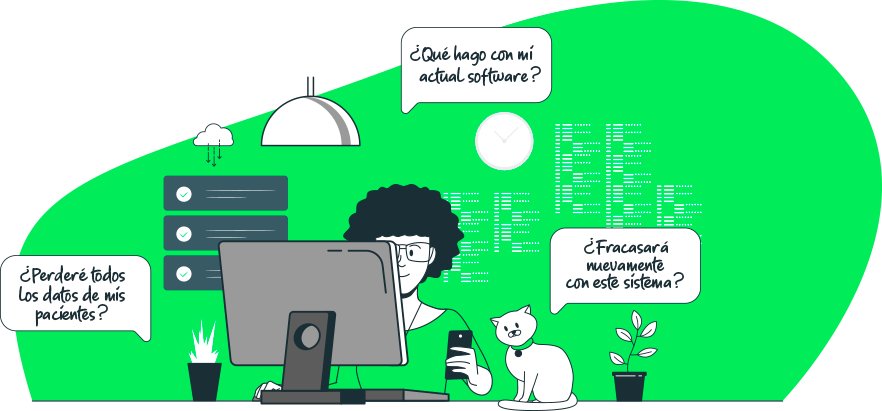 ¿Qué hago con mi
actual software?
¿Perderé todos
los datos de mis
pacientes?
¿Fracasará
nuevamente
con este sistema?